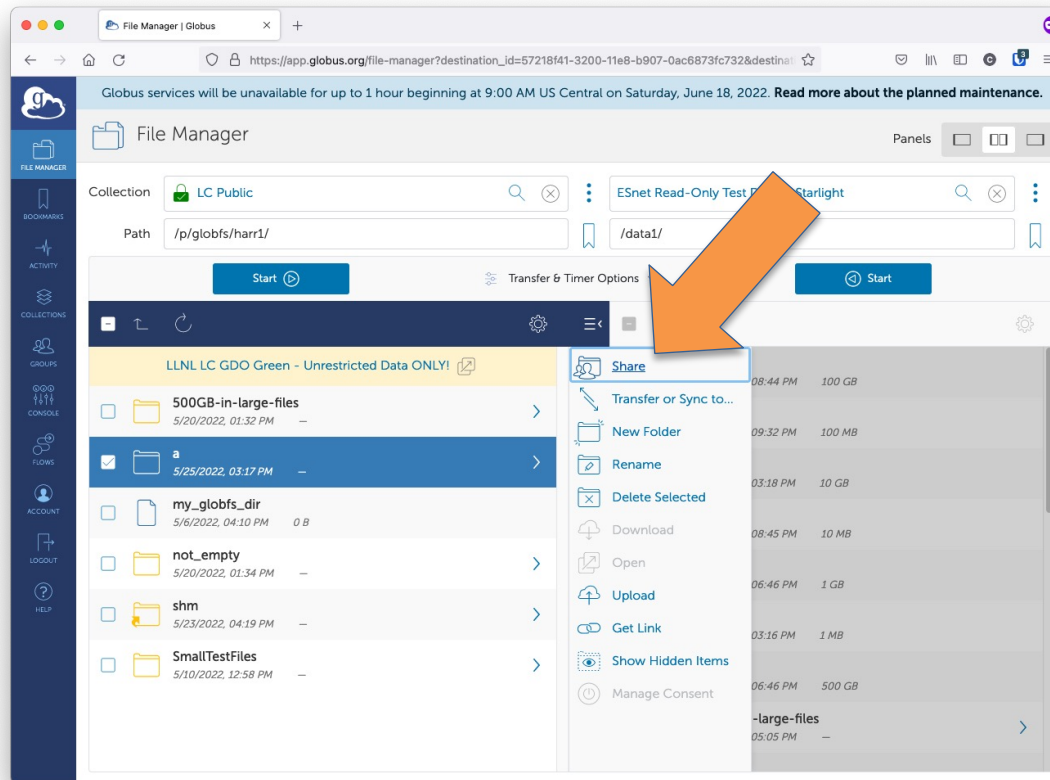 File Manager | Globus
https://app.globus.org/file-manager?destination_id=57218f41-3200-11e8-b907-0ac6873fc732&destinat
3
Globus services will be unavailable for up to 1 hour beginning at 9:00 AM US Central on Saturday, June 18, 2022. Read more about the planned maintenance.
g
File Manager
Panels
FILE MANAGER
BOOKMARKS
ACTIVITY
COLLECTIONS
GROUPS
CONSOLE
FLOWS
ACCOUNT
LOGOUT
HELP
Collection
LC Public
ESnet Read-Only Test Starlight
Path
/p/globfs/harr1/
/data1/
Start
Transfer & Timer Options
Start
LLNL LC GDO Green - Unrestricted Data ONLY!
500GB-in-large-files
5/20/2022, 01:32 PM —
a
5/25/2022, 03:17 PM —
my_globfs_dir
5/6/2022, 04:10 PM 0 B
not_empty
5/20/2022, 01:34 PM —
shm
5/23/2022, 04:19 PM —
SmallTestFiles
5/10/2022, 12:58 PM —
Share
Transfer or Sync to...
New Folder
Rename
Delete Selected
Download
Open
Upload
Get Link
Show Hidden Items
Manage Consent
08:44 PM 100 GB
09:32 PM 100 MB
03:18 PM 10 GB
08:45 PM 10 MB
06:46 PM 1 GB
03:16 PM 1 MB
06:46 PM 500 GB
-large-files
05:05 PM —